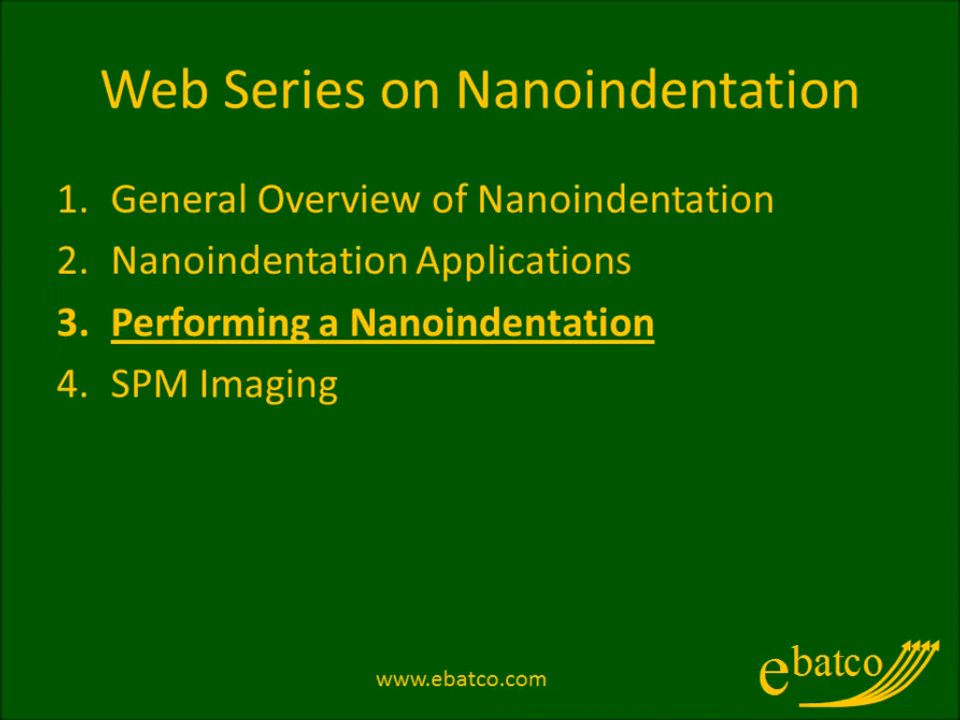 Web Series on Nanoindentation
1. General Overview of Nanoindentation
2. Nanoindentation Applications
3. Performing a Nanoindentation
4. SPM Imaging
www.ebatco.com
ebatco